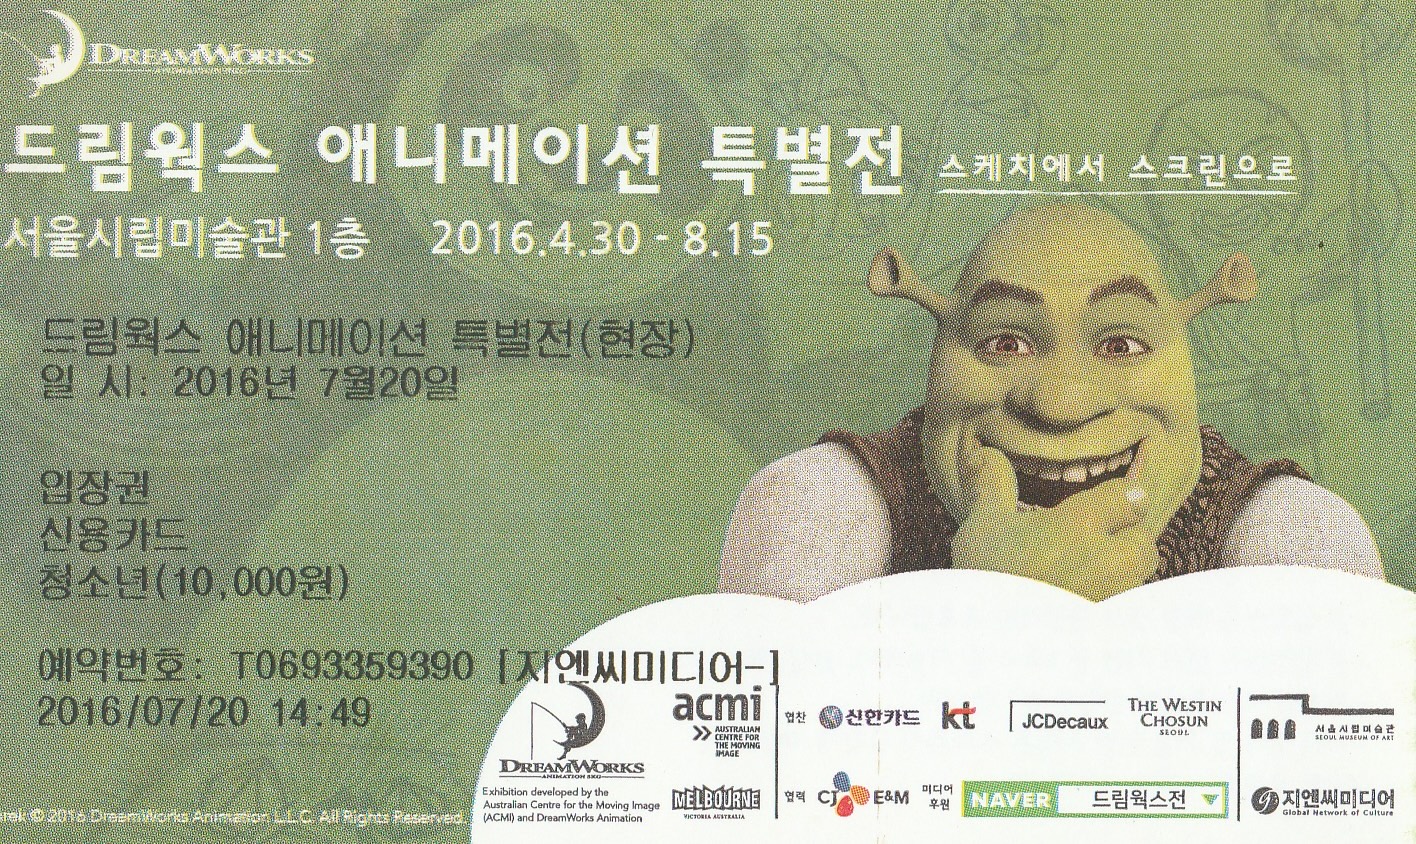 DREAMWORKS
ANIMATION SKG
드림웍스 애니메이션 특별전 스케치에서 스크린으로
서울시립미술관 1층 2016.4.30 - 8.15
드림웍스 애니메이션 특별전(현장)
일 시: 2016년 7월20일
입장권
신용카드
청소년(10,000원)
예약번호: T0693359390 [지엔씨미디어-]
2016/07/20 14:49
DREAMWORKS
ANIMATION SKG
Exhibition developed by the
Australian Centre for the Moving Image
(ACMI) and DreamWorks Animation
acmi
AUSTRALIAN
CENTRE FOR
THE MOVING
IMAGE
MELBOURNE
VICTORIA AUSTRALIA
협찬 신한카드 kt JCDecaux THE WESTIN
CHOSUN
SEOUL
서울시립미술관
SEOUL MUSEUM OF ART
협력 CJ E&M 미디어
후원 NAVER 드림웍스전
지엔씨미디어
Global Network of Culture
rek © 2016 DreamWorks Animation L.L.C. All Rights Reserved.